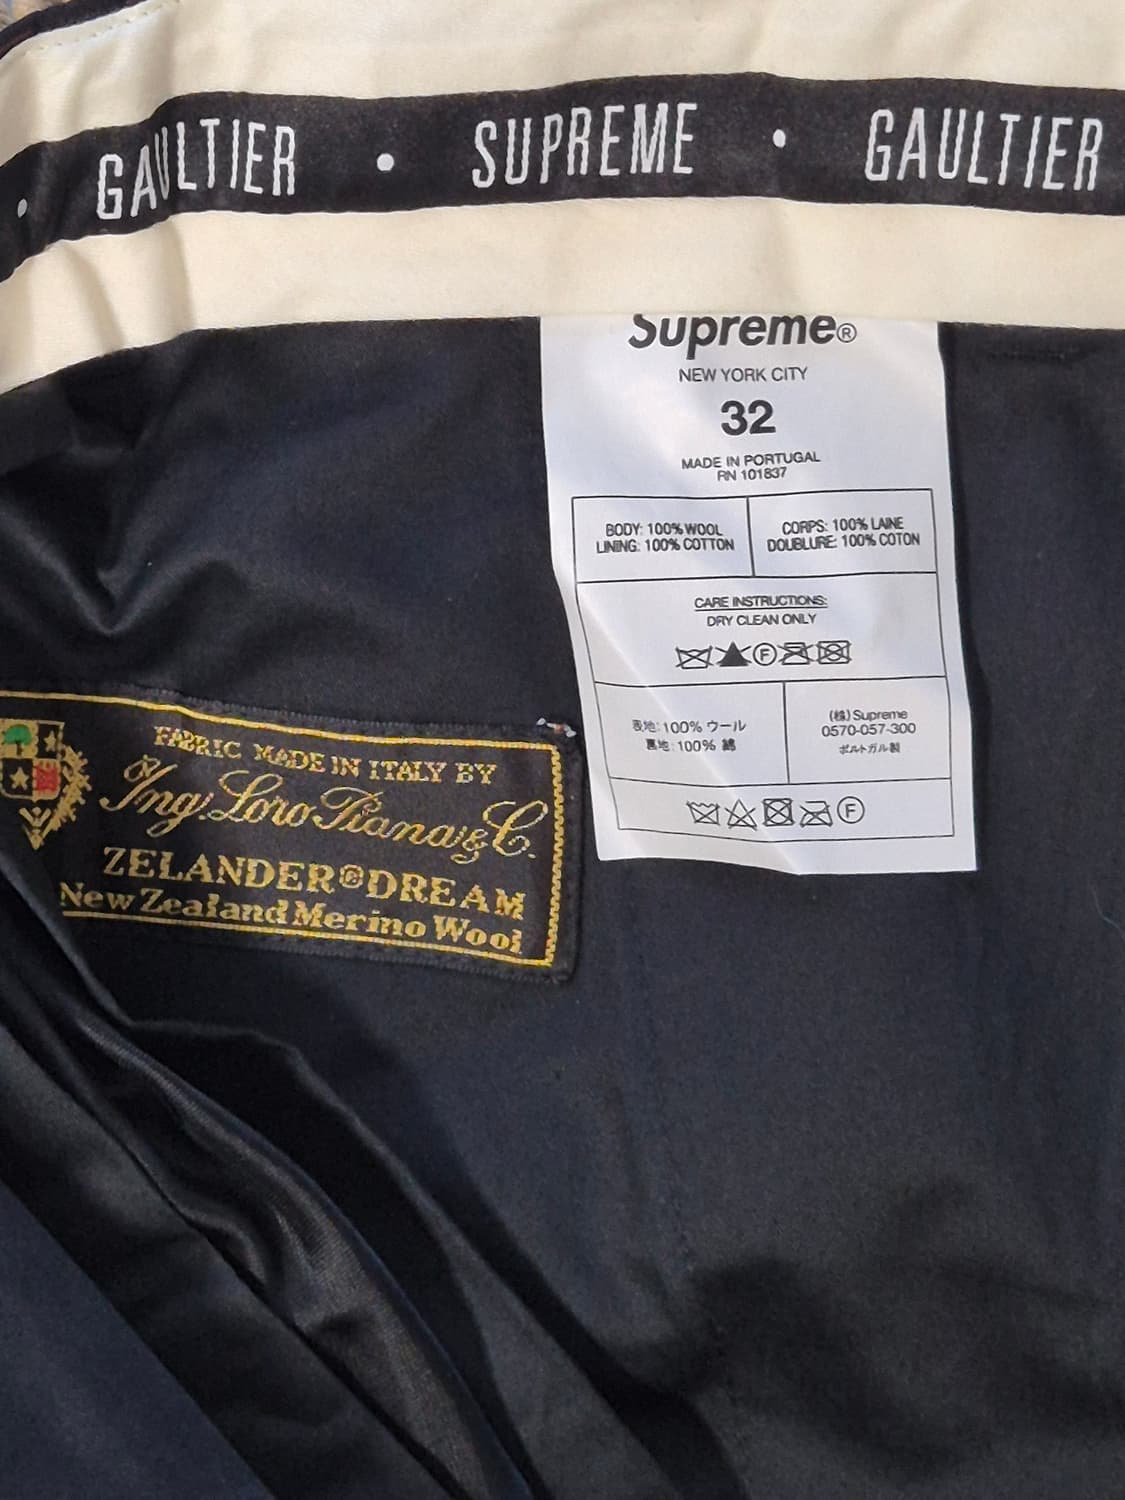 GAULTIER • SUPREME • GAULTIER
Supreme®
NEW YORK CITY
32
MADE IN PORTUGAL
RN 101837
BODY: 100% WOOL
LINING: 100% COTTON
CORPS: 100% LAINE
DOUBLURE: 100% COTON
CARE INSTRUCTIONS:
DRY CLEAN ONLY
F
表地:100% ウール
裏地:100% 綿
(株)Supreme
0570-057-300
ポルトガル製
F
FABRIC MADE IN ITALY BY
Ing. Loro Piana & C.
ZELANDER® DREAM
New Zealand Merino Wool